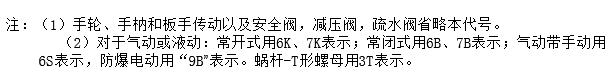 注：（1）手轮、手柄和板手传动以及安全阀，减压阀，疏水阀省略本代号。
（2）对于气动或液动：常开式用6K、7K表示；常闭式用6B、7B表示；气动带手动用
6S表示，防爆电动用“9B”表示。蜗杆-T形螺母用3T表示。